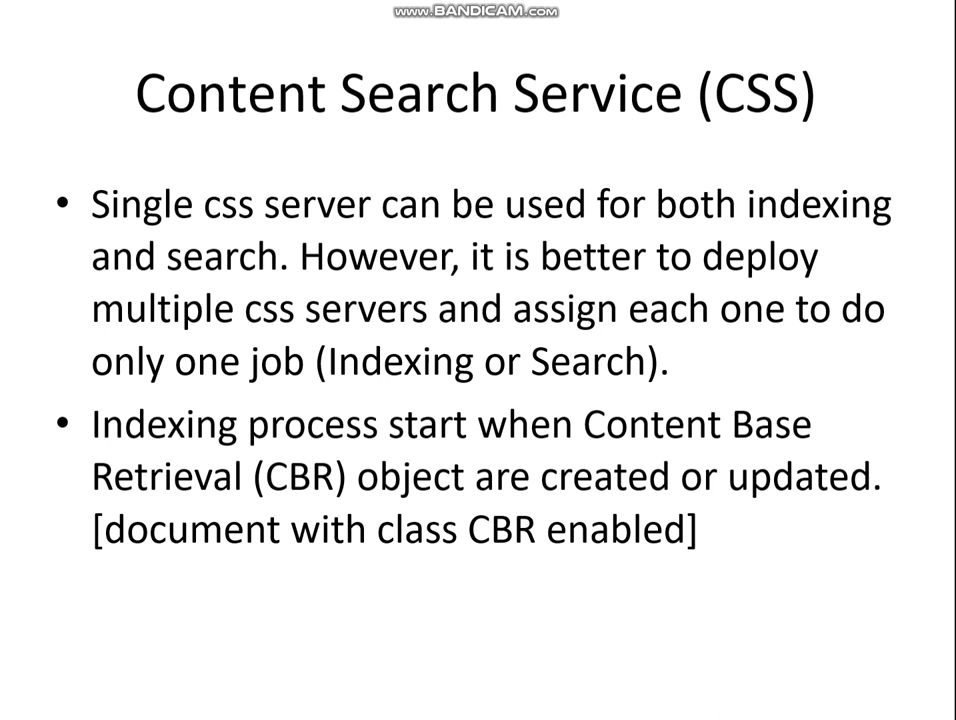 www.BANDICAM.com
Content Search Service (CSS)
• Single css server can be used for both indexing
and search. However, it is better to deploy
multiple css servers and assign each one to do
only one job (Indexing or Search).
• Indexing process start when Content Base
Retrieval (CBR) object are created or updated.
[document with class CBR enabled]